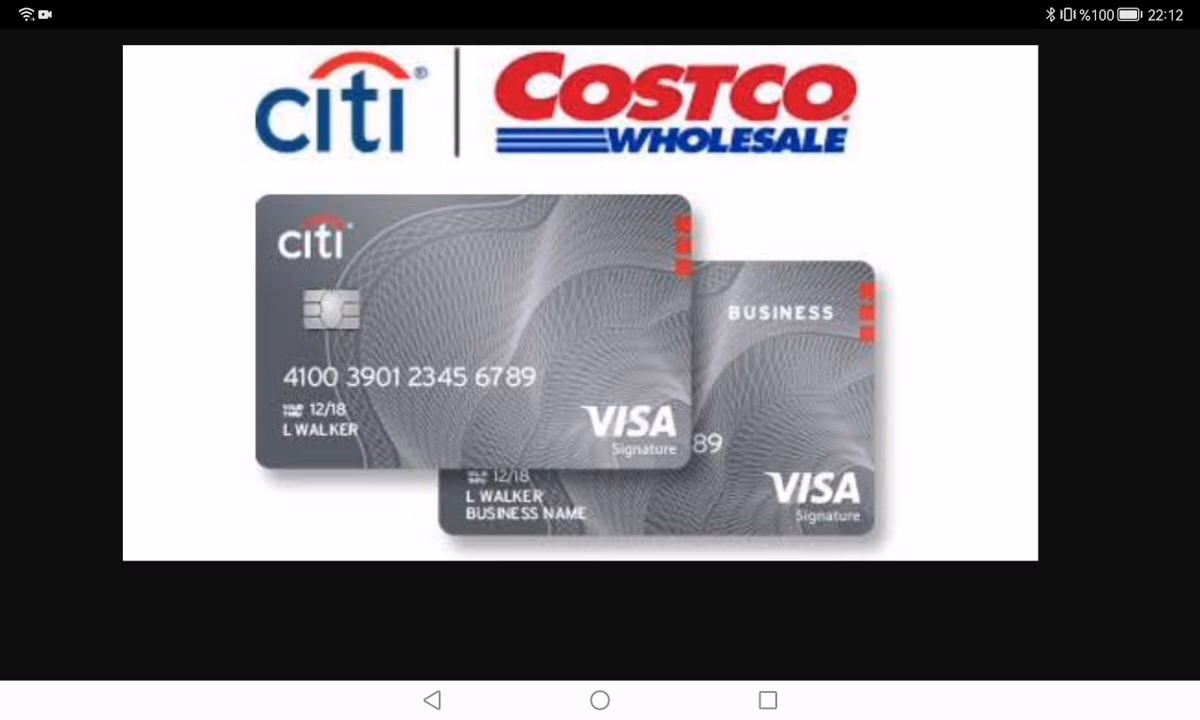 %100 22:12
citi®
COSTCO
WHOLESALE
citi®
BUSINESS
4100 3901 2345 6789
12/18
L WALKER
VISA
Signature
89
12/18
L WALKER
BUSINESS NAME
VISA
Signature